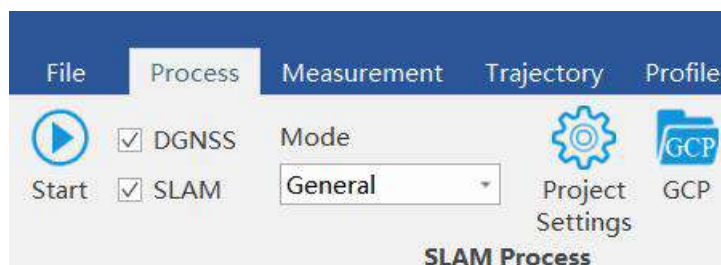 File Process Measurement Trajectory Profile
DGNSS Mode
GCP
Start SLAM General Project GCP
Settings
SLAM Process